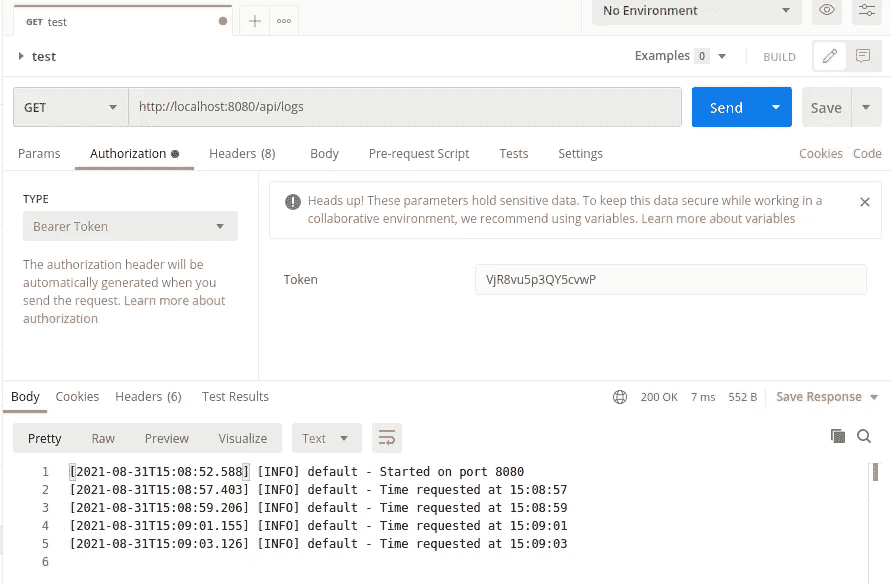 GET test
No Environment
test
Examples 0
BUILD
GET
http://localhost:8080/api/logs
Send
Save
Params
Authorization
Headers (8)
Body
Pre-request Script
Tests
Settings
Cookies
Code
TYPE
Bearer Token
The authorization header will be
automatically generated when you
send the request. Learn more about
authorization
Heads up! These parameters hold sensitive data. To keep this data secure while working in a
collaborative environment, we recommend using variables. Learn more about variables
Token
VjR8vu5p3QY5cvwP
Body
Cookies
Headers (6)
Test Results
200 OK
7 ms
552 B
Save Response
Pretty
Raw
Preview
Visualize
Text
1 [2021-08-31T15:08:52.588] [INFO] default - Started on port 8080
2 [2021-08-31T15:08:57.403] [INFO] default - Time requested at 15:08:57
3 [2021-08-31T15:08:59.206] [INFO] default - Time requested at 15:08:59
4 [2021-08-31T15:09:01.155] [INFO] default - Time requested at 15:09:01
5 [2021-08-31T15:09:03.126] [INFO] default - Time requested at 15:09:03
6